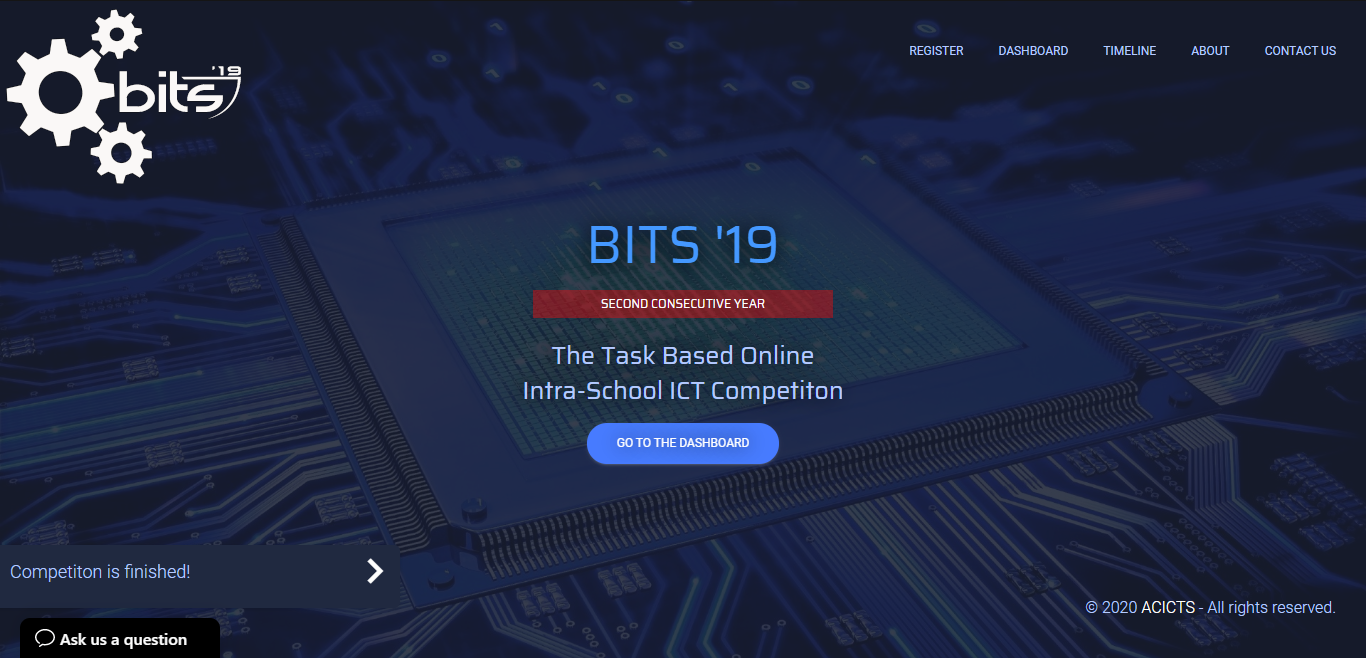 bits '19
REGISTER DASHBOARD TIMELINE ABOUT CONTACT US
BITS '19
SECOND CONSECUTIVE YEAR
The Task Based Online
Intra-School ICT Competiton
GO TO THE DASHBOARD
Competiton is finished!
© 2020 ACICTS - All rights reserved.
Ask us a question